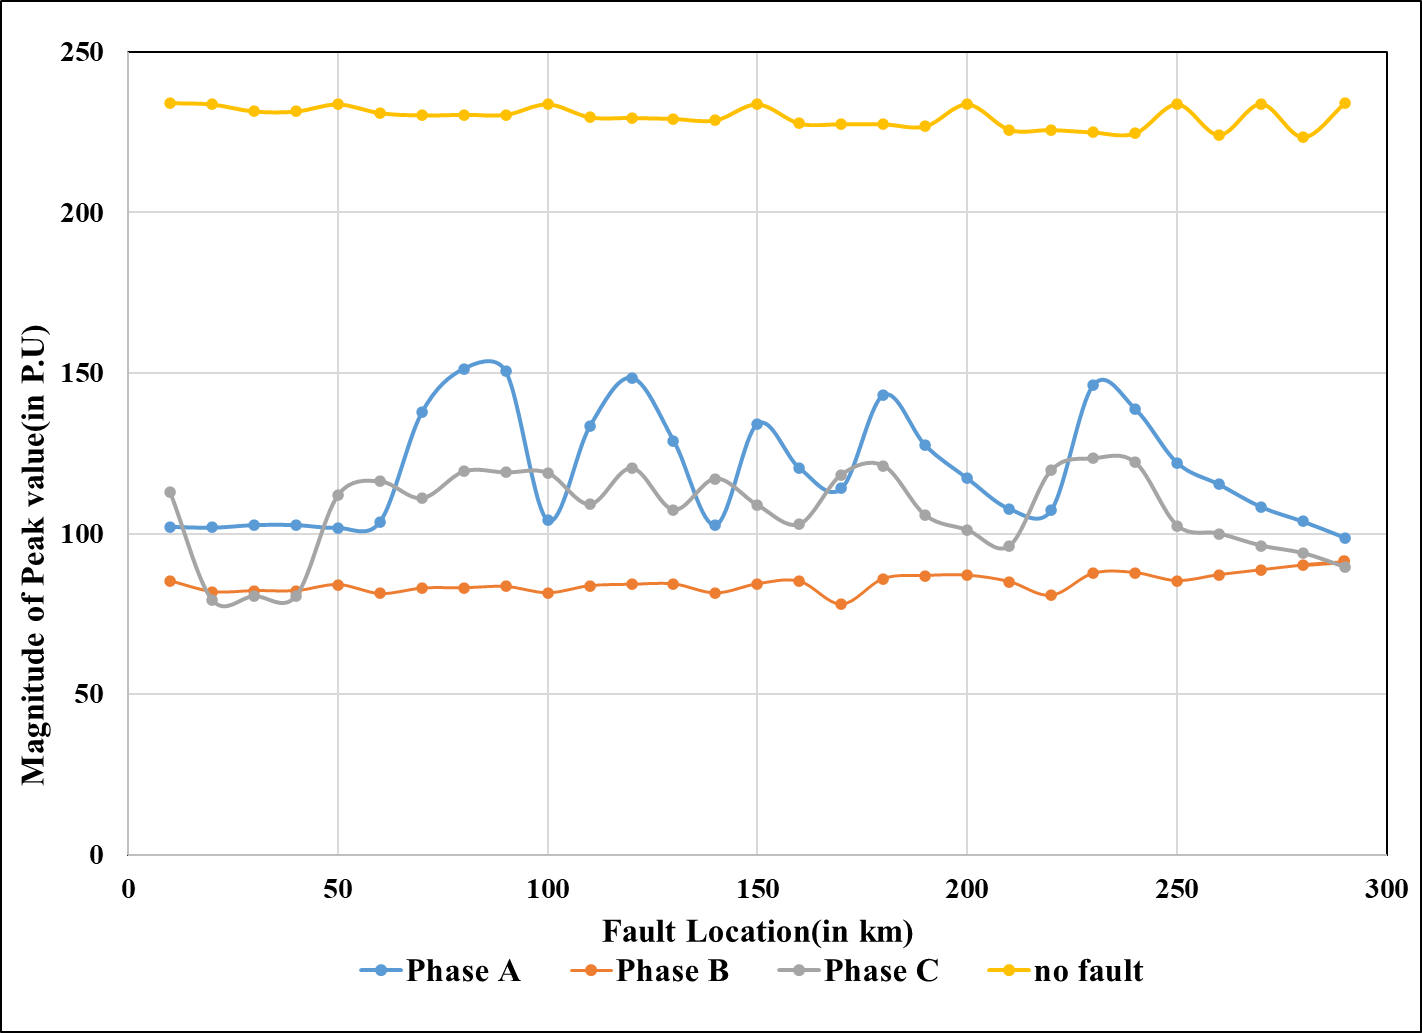 250
200
150
100
50
0
Magnitude of Peak value(in P.U)
0 50 100 150 200 250 300
Fault Location(in km)
Phase A Phase B Phase C no fault